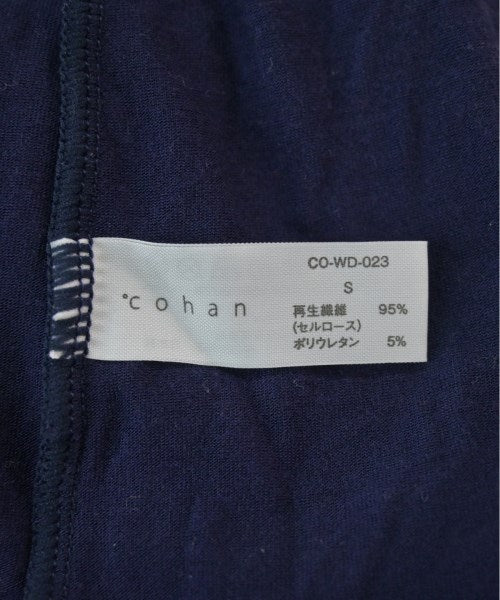 °cohan
CO-WD-023
S
再生繊維 95%
(セルロース)
ポリウレタン 5%